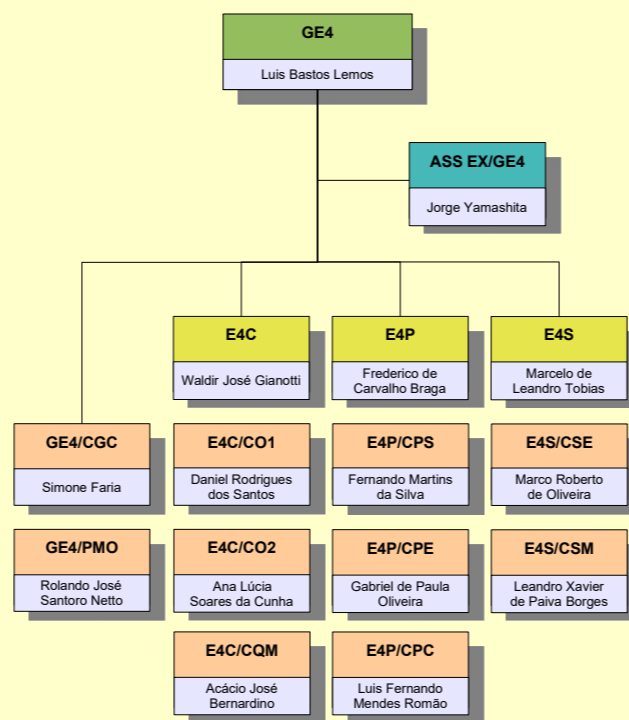 GE4
Luis Bastos Lemos
ASS EX/GE4
Jorge Yamashita
E4C
Waldir José Gianotti
E4P
Frederico de
Carvalho Braga
E4S
Marcelo de
Leandro Tobias
GE4/CGC
Simone Faria
E4C/CO1
Daniel Rodrigues
dos Santos
E4P/CPS
Fernando Martins
da Silva
E4S/CSE
Marco Roberto
de Oliveira
GE4/PMO
Rolando José
Santoro Netto
E4C/CO2
Ana Lúcia
Soares da Cunha
E4P/CPE
Gabriel de Paula
Oliveira
E4S/CSM
Leandro Xavier
de Paiva Borges
E4C/CQM
Acácio José
Bernardino
E4P/CPC
Luis Fernando
Mendes Romão